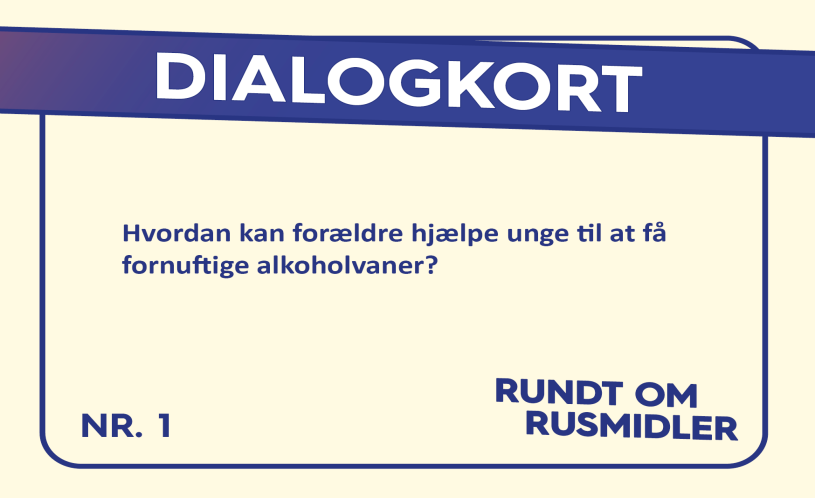 DIALOGKORT
Hvordan kan forældre hjælpe unge til at få
fornuftige alkoholvaner?
NR. 1
RUNDT OM
RUSMIDLER